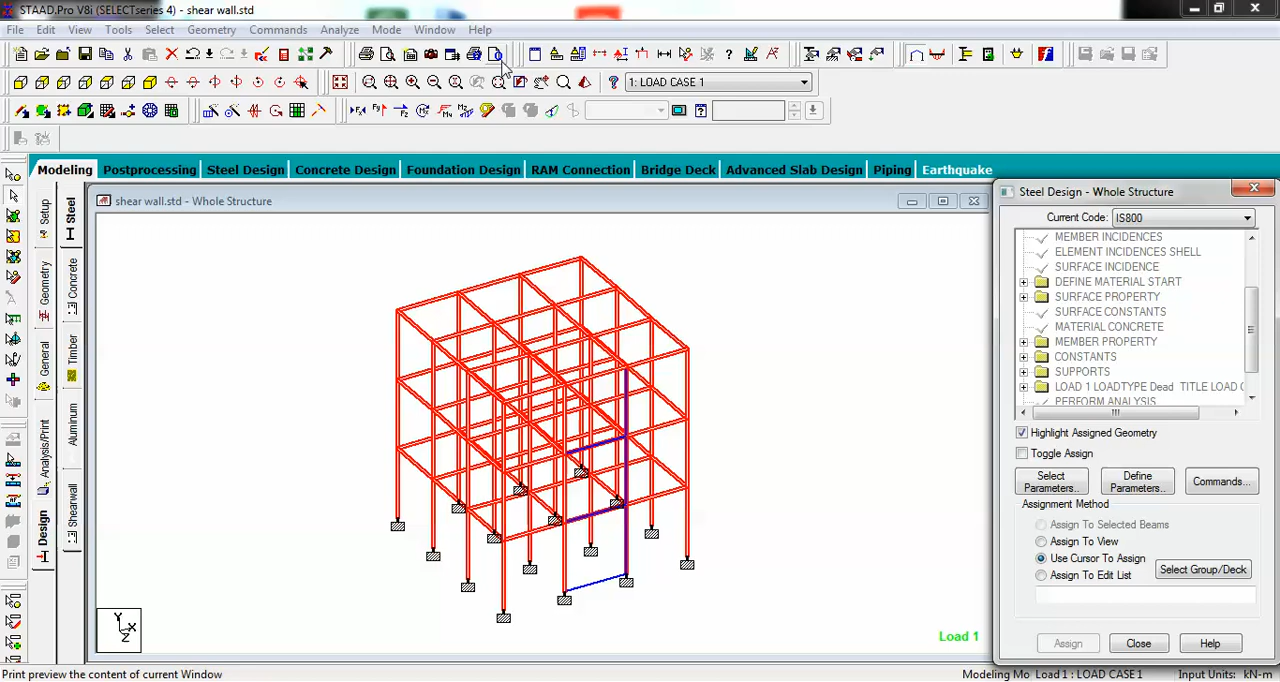 STAAD.Pro V8i (SELECTseries 4) - shear wall.std
File Edit View Tools Select Geometry Commands Analyze Mode Window Help
1: LOAD CASE 1
Modeling Postprocessing Steel Design Concrete Design Foundation Design RAM Connection Bridge Deck Advanced Slab Design Piping Earthquake
Setup
Geometry
General
Analysis/Print
Design
Steel
Concrete
Timber
Aluminum
Shearwall
shear wall.std - Whole Structure
Y
X
Z
Load 1
Steel Design - Whole Structure
Current Code: IS800
MEMBER INCIDENCES
ELEMENT INCIDENCES SHELL
SURFACE INCIDENCE
DEFINE MATERIAL START
SURFACE PROPERTY
SURFACE CONSTANTS
MATERIAL CONCRETE
MEMBER PROPERTY
CONSTANTS
SUPPORTS
LOAD 1 LOADTYPE Dead TITLE LOAD
PERFORM ANALYSIS
Highlight Assigned Geometry
Toggle Assign
Select Parameters..
Define Parameters..
Commands...
Assignment Method
Assign To Selected Beams
Assign To View
Use Cursor To Assign
Select Group/Deck
Assign To Edit List
Assign Close Help
Print preview the content of current Window
Modeling Mo Load 1 : LOAD CASE 1 Input Units: kN-m